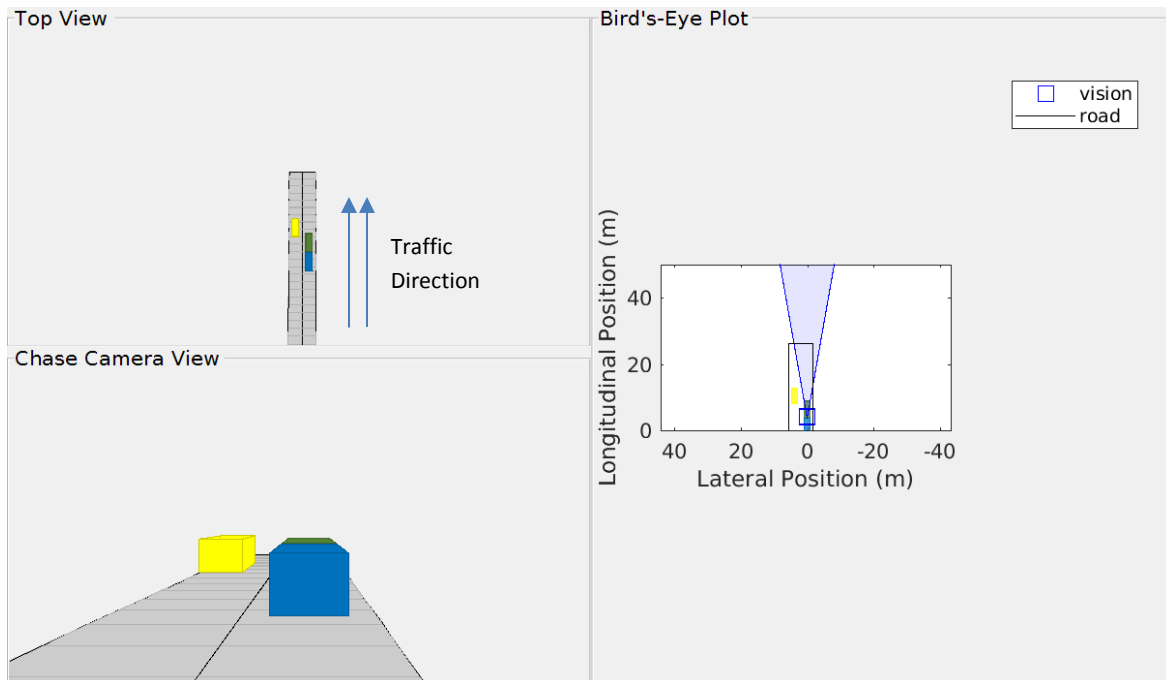 Top View
Traffic
Direction
Chase Camera View
Bird's-Eye Plot
vision
road
Longitudinal Position (m)
40
20
0
40 20 0 -20 -40
Lateral Position (m)